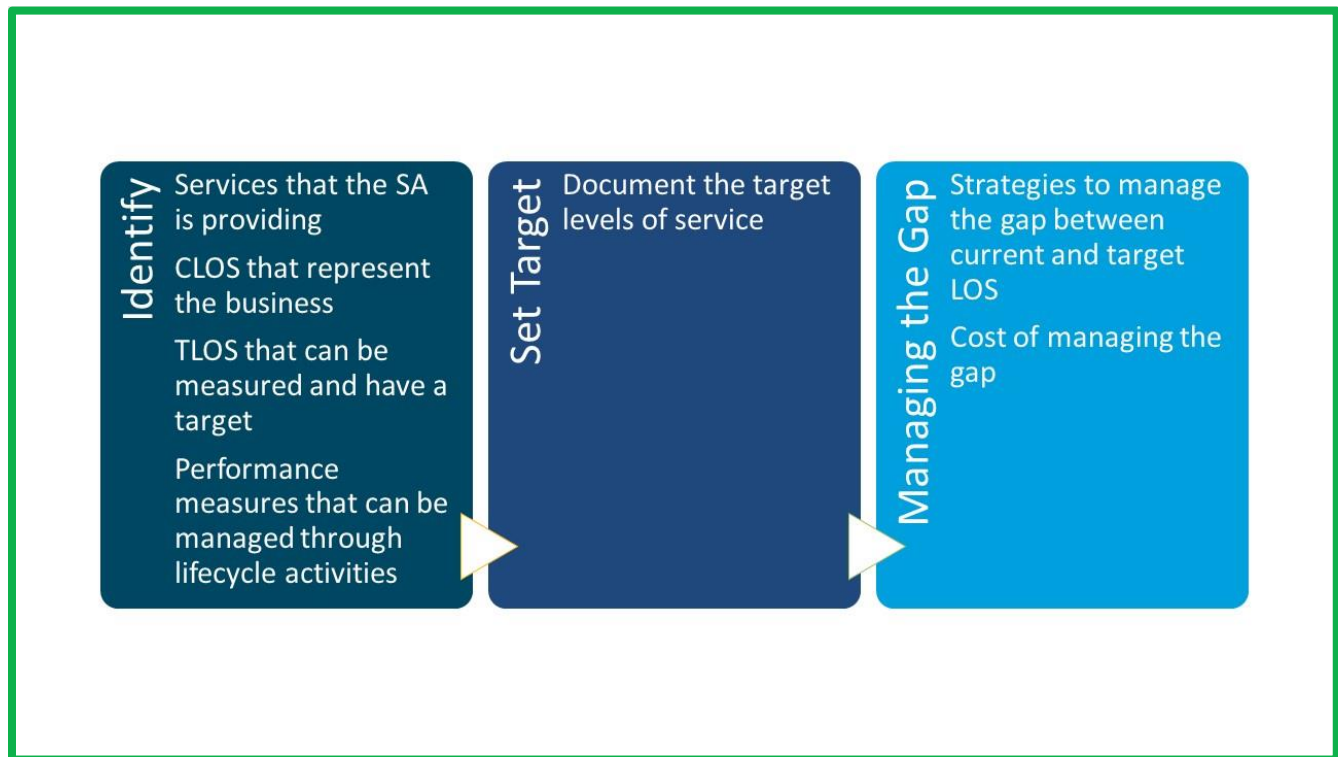 Identify
Services that the SA
is providing
CLOS that represent
the business
TLOS that can be
measured and have a
target
Performance
measures that can be
managed through
lifecycle activities
Set Target
Document the target
levels of service
Managing the Gap
Strategies to manage
the gap between
current and target
LOS
Cost of managing the
gap